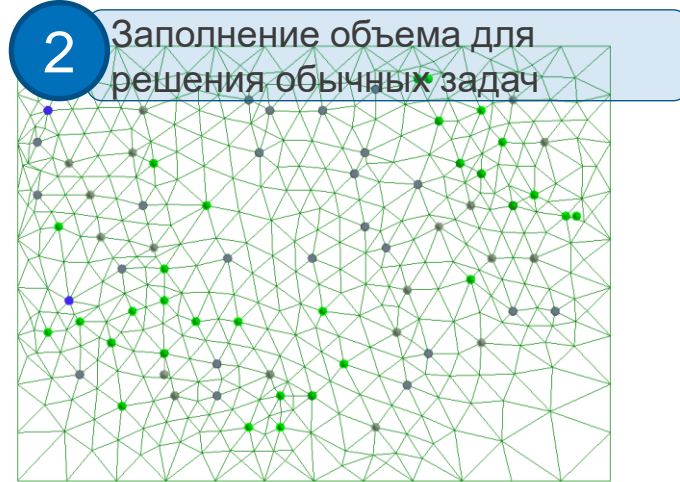 2
Заполнение объема для
решения обычных задач